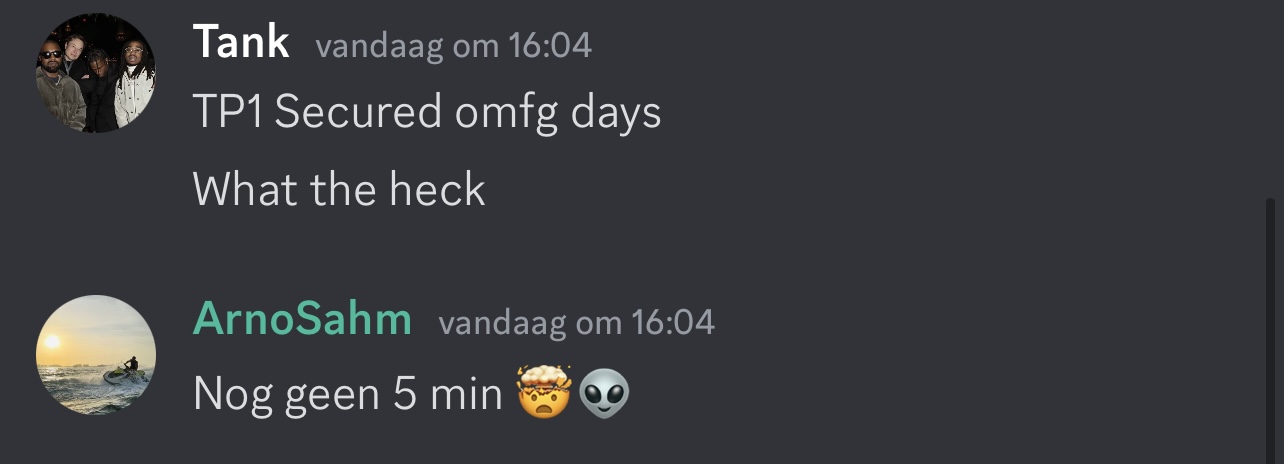 Tank vandaag om 16:04
TP1 Secured omfg days
What the heck
ArnoSahm vandaag om 16:04
Nog geen 5 min 🤯👽